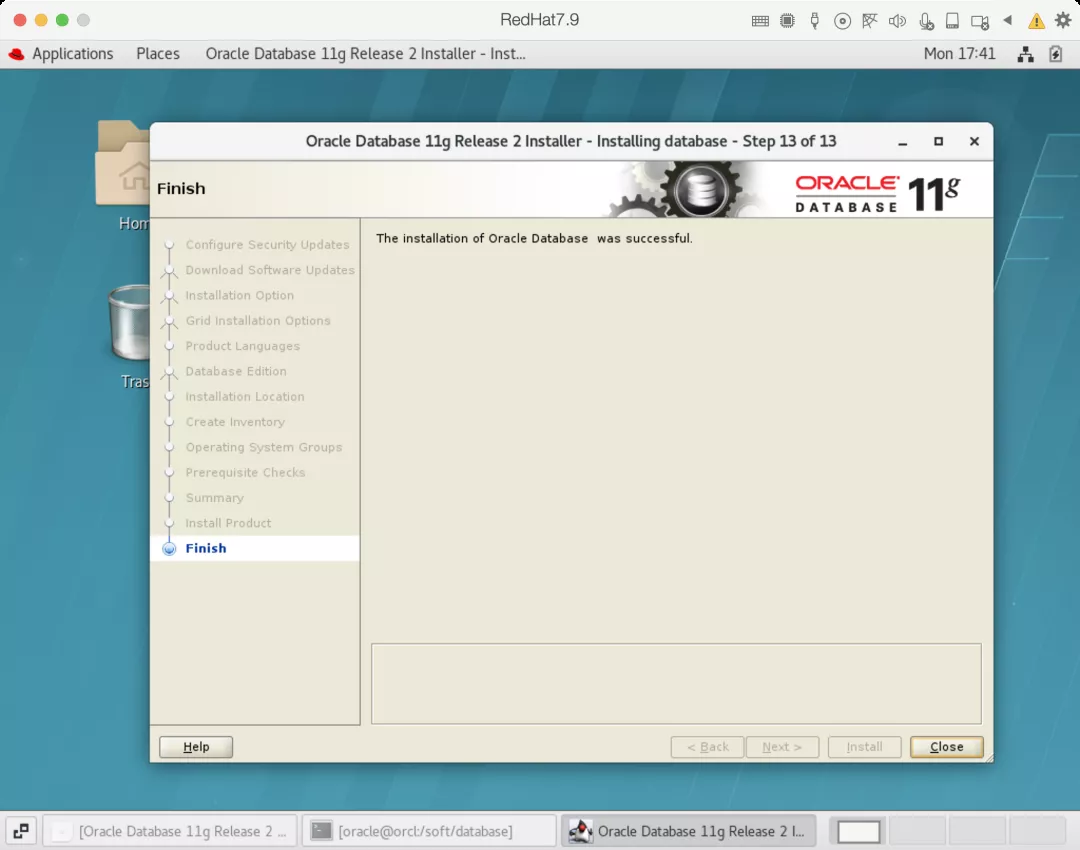 RedHat7.9
Applications Places Oracle Database 11g Release 2 Installer - Inst... Mon 17:41
Oracle Database 11g Release 2 Installer - Installing database - Step 13 of 13
Finish
ORACLE
DATABASE 11g
Hom
Tras
Configure Security Updates
Download Software Updates
Installation Option
Grid Installation Options
Product Languages
Database Edition
Installation Location
Create Inventory
Operating System Groups
Prerequisite Checks
Summary
Install Product
Finish
The installation of Oracle Database  was successful.
Help < Back Next > Install Close
[Oracle Database 11g Release 2 ... [oracle@orcl:/soft/database] Oracle Database 11g Release 2 I...